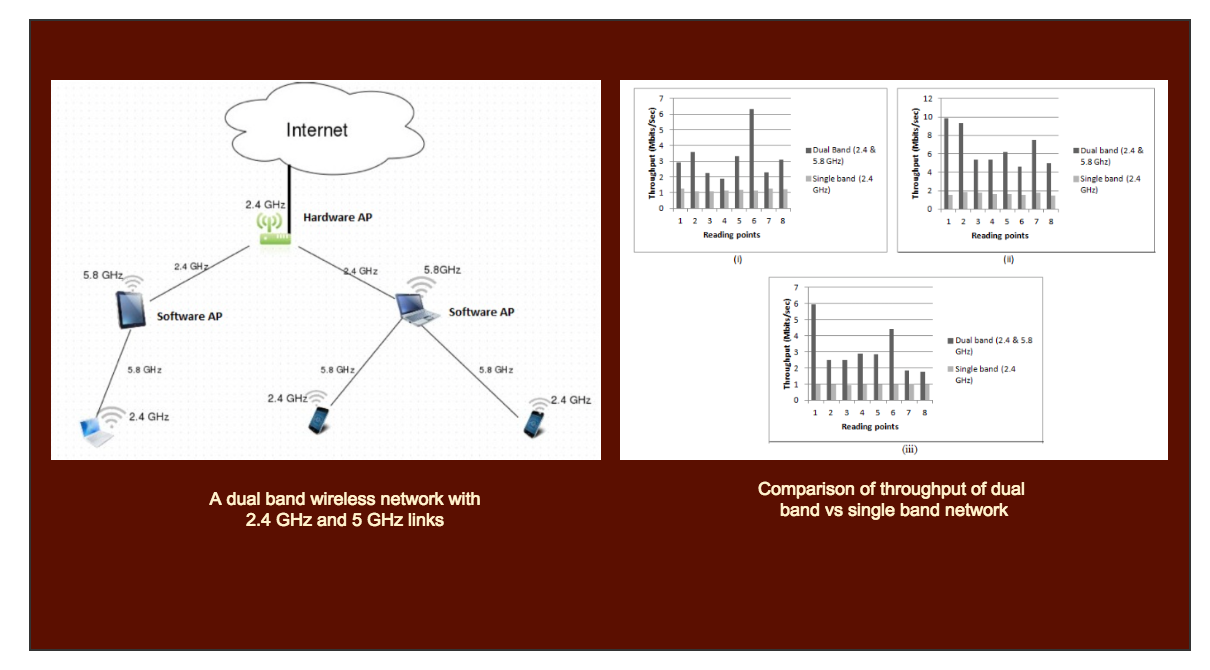 Internet
2.4 GHz
Hardware AP
2.4 GHz
2.4 GHz
5.8 GHz
5.8GHz
Software AP
Software AP
5.8 GHz
5.8 GHz
5.8 GHz
2.4 GHz
2.4 GHz
2.4 GHz
A dual band wireless network with
2.4 GHz and 5 GHz links
Throughput (Mbits/Sec)
7
6
5
4
3
2
1
0
1 2 3 4 5 6 7 8
Reading points
Dual Band (2.4 &
5.8 Ghz)
Single band (2.4
GHz)
(i)
Throughput (Mbits/sec)
12
10
8
6
4
2
0
1 2 3 4 5 6 7 8
Reading points
Dual band (2.4 &
5.8 Ghz)
Single band (2.4
GHz)
(ii)
Throughput (Mbits/sec)
7
6
5
4
3
2
1
0
1 2 3 4 5 6 7 8
Reading points
Dual band (2.4 & 5.8
GHz)
Single band (2.4
GHz)
(iii)
Comparison of throughput of dual
band vs single band network